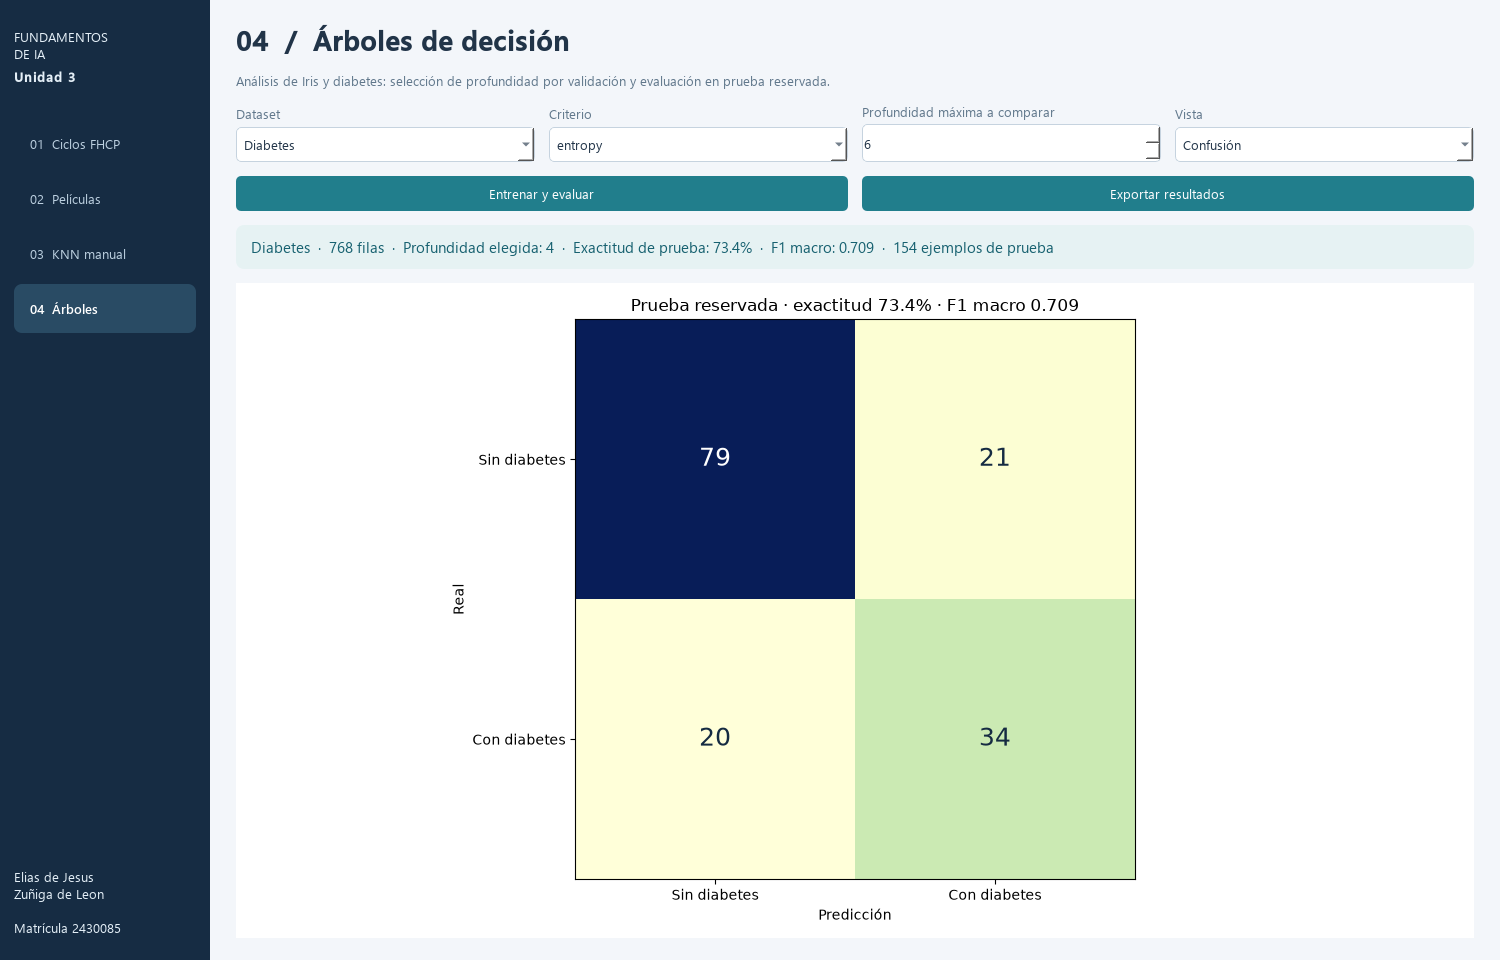 FUNDAMENTOS
DE IA
Unidad 3
01 Ciclos FHCP
02 Películas
03 KNN manual
04 Árboles
Elias de Jesus
Zuñiga de Leon
Matrícula 2430085
04 / Árboles de decisión
Análisis de Iris y diabetes: selección de profundidad por validación y evaluación en prueba reservada.
Dataset
Criterio
Profundidad máxima a comparar
Vista
Diabetes
entropy
6
Confusión
Entrenar y evaluar
Exportar resultados
Diabetes · 768 filas · Profundidad elegida: 4 · Exactitud de prueba: 73.4% · F1 macro: 0.709 · 154 ejemplos de prueba
Prueba reservada · exactitud 73.4% · F1 macro 0.709
Sin diabetes
79
21
Real
Con diabetes
20
34
Sin diabetes
Con diabetes
Predicción